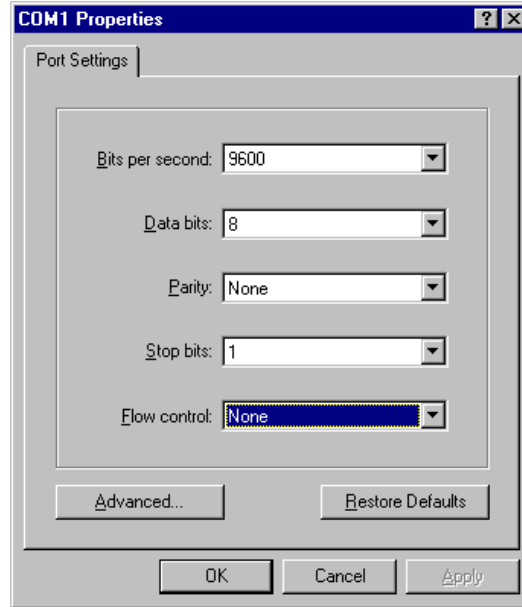 COM1 Properties
Port Settings
Bits per second: 9600
Data bits: 8
Parity: None
Stop bits: 1
Flow control: None
Advanced... Restore Defaults
OK Cancel Apply